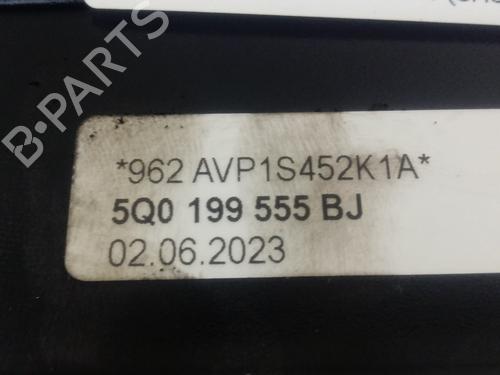 B-PARTS
*962 AVP1S452K1A*
5Q0 199 555 BJ
02.06.2023